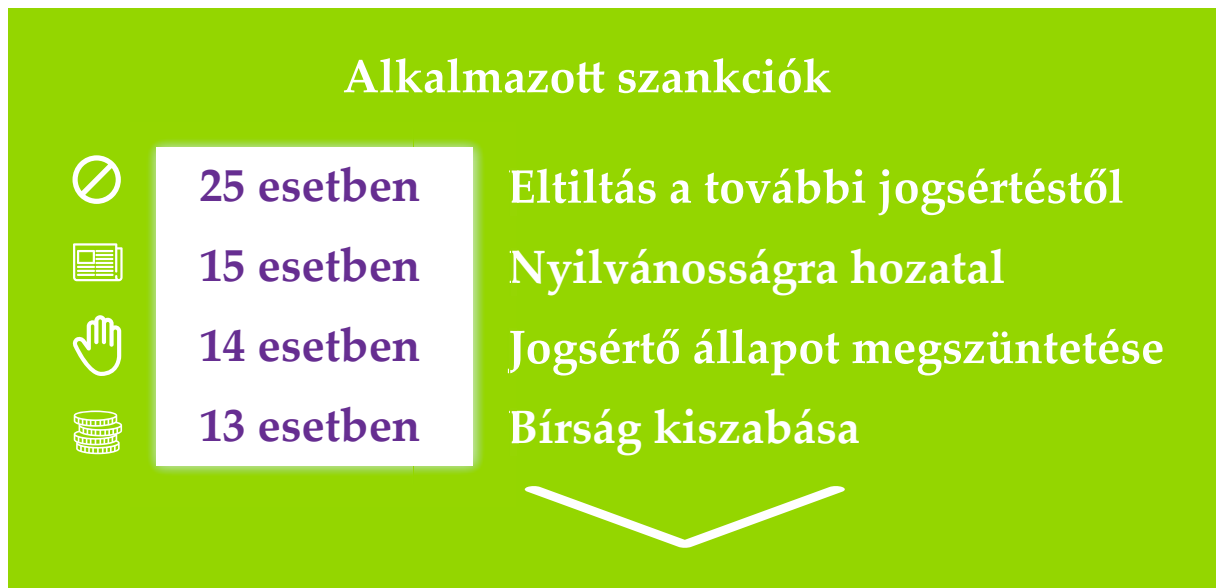 Alkalmazott szankciók
25 esetben Eltiltás a további jogsértéstől
15 esetben Nyilvánosságra hozatal
14 esetben Jogsértő állapot megszüntetése
13 esetben Bírság kiszabása